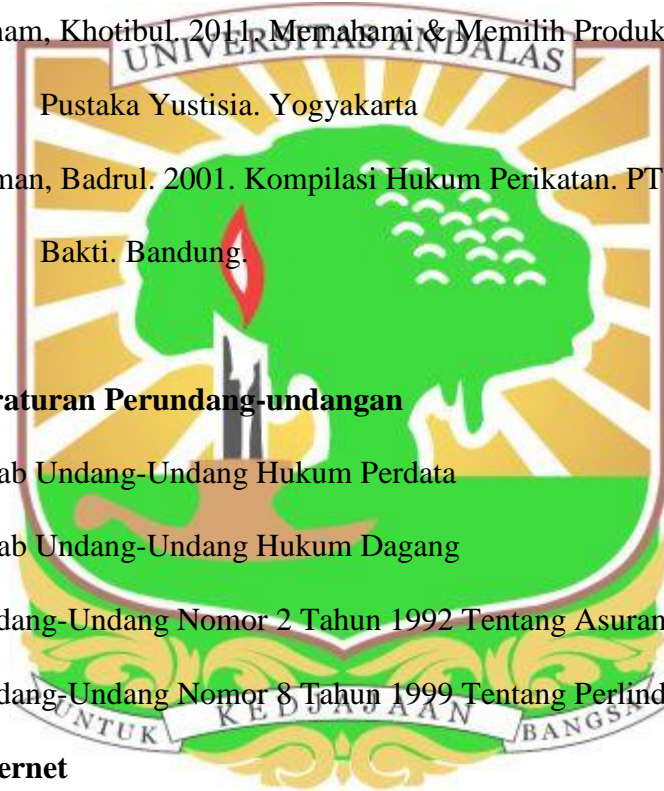 nam, Khotibul. 2011. Memahami & Memilih Produk
UNIVERSITAS ANDALAS
Pustaka Yustisia. Yogyakarta
man, Badrul. 2001. Kompilasi Hukum Perikatan. PT
Bakti. Bandung.
raturan Perundang-undangan
ab Undang-Undang Hukum Perdata
ab Undang-Undang Hukum Dagang
dang-Undang Nomor 2 Tahun 1992 Tentang Asuran
dang-Undang Nomor 8 Tahun 1999 Tentang Perlind
UNTUK KEDJAJAAN BANGSA
ernet